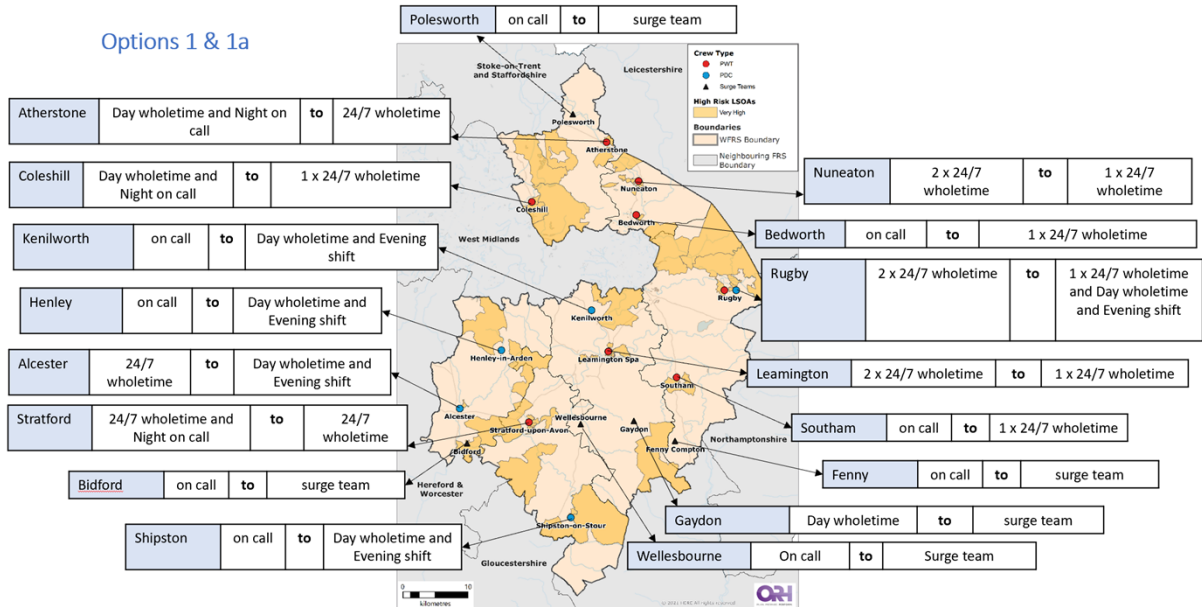 Options 1 & 1a
Polesworth on call to surge team
Atherstone Day wholetime and Night on call to 24/7 wholetime
Coleshill Day wholetime and Night on call to 1 x 24/7 wholetime
Kenilworth on call to Day wholetime and Evening shift
Henley on call to Day wholetime and Evening shift
Alcester 24/7 wholetime to Day wholetime and Evening shift
Stratford 24/7 wholetime and Night on call to 24/7 wholetime
Bidford on call to surge team
Shipston on call to Day wholetime and Evening shift
Nuneaton 2 x 24/7 wholetime to 1 x 24/7 wholetime
Bedworth on call to 1 x 24/7 wholetime
Rugby 2 x 24/7 wholetime to 1 x 24/7 wholetime and Day wholetime and Evening shift
Leamington 2 x 24/7 wholetime to 1 x 24/7 wholetime
Southam on call to 1 x 24/7 wholetime
Fenny on call to surge team
Gaydon Day wholetime to surge team
Wellesbourne On call to Surge team
Crew Type
PWT
PDC
Surge Teams
High Risk LSOAs
Very High
Boundaries
WFRS Boundary
Neighbouring FRS
Boundary
Stoke-on-Trent
and Staffordshire
Leicestershire
Polesworth
Atherstone
Nuneaton
Coleshill
Bedworth
West Midlands
Rugby
Kenilworth
Henley-in-Arden
Leamington Spa
Southam
Alcester
Wellesbourne
Stratford-upon-Avon
Gaydon
Northamptonshire
Fenny Compton
Bidford
Hereford &
Worcester
Shipston-on-Stour
Gloucestershire
0 10
kilometres
ORH